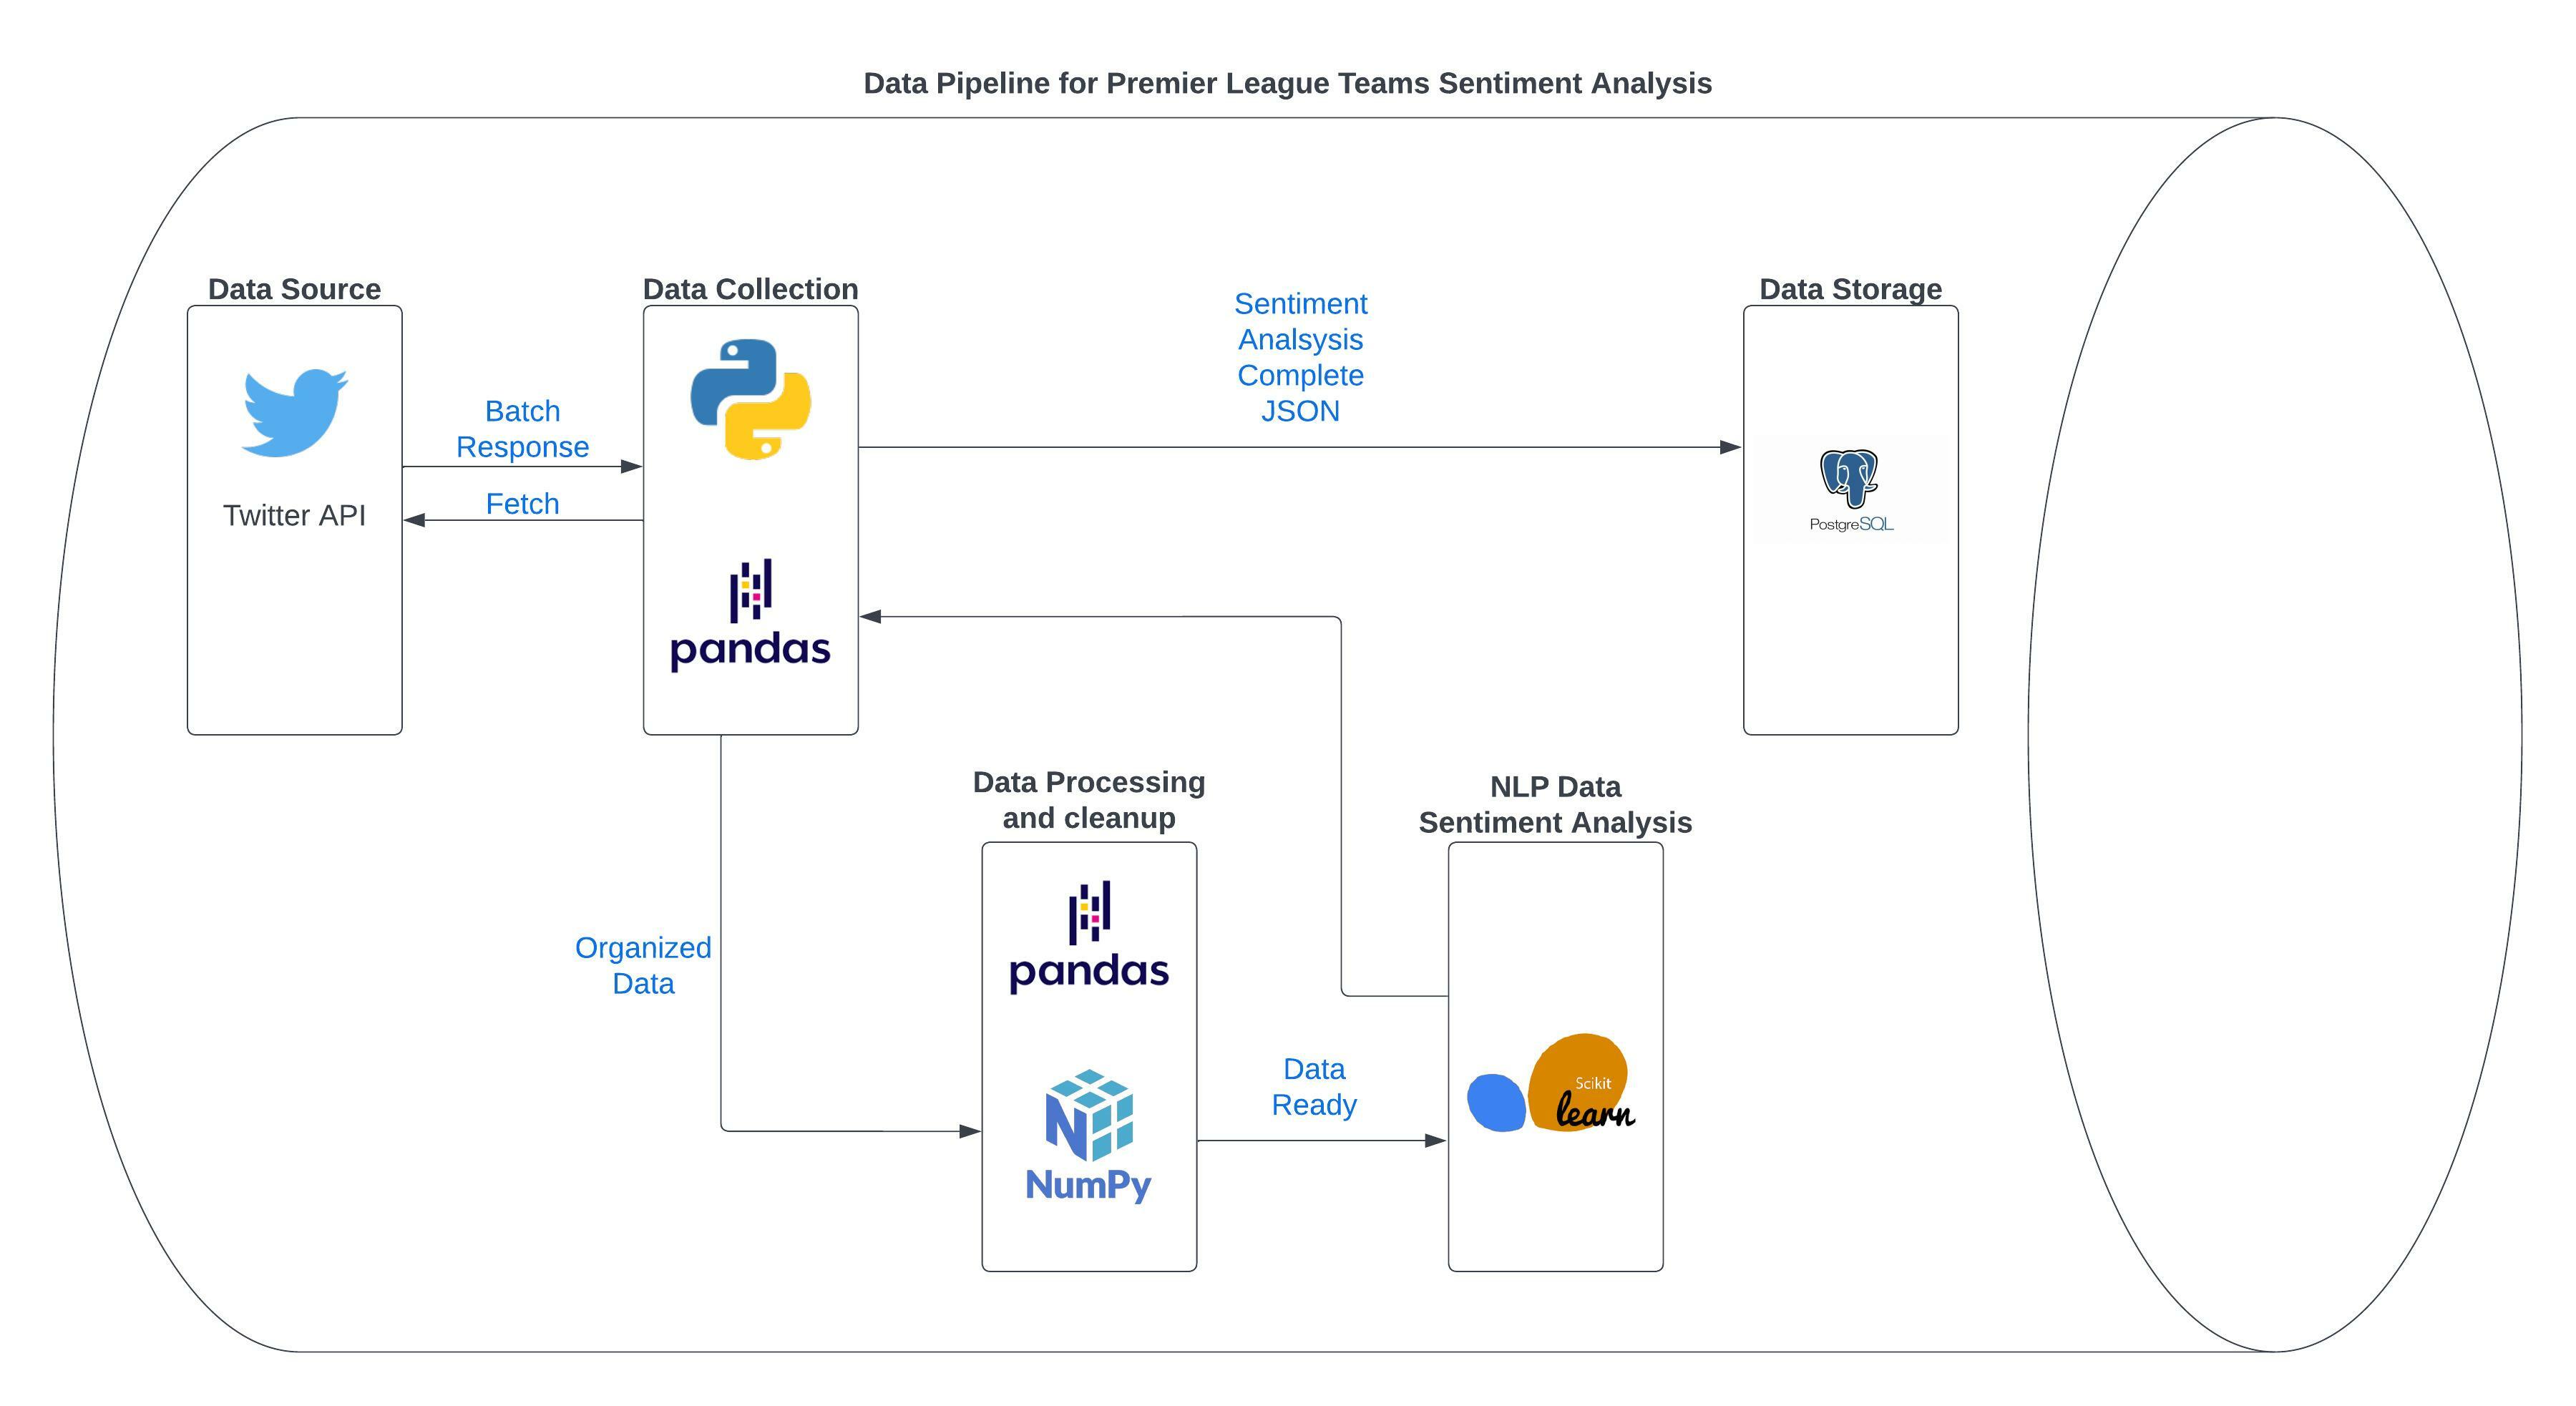 Data Pipeline for Premier League Teams Sentiment Analysis
Data Source
Twitter API
Batch
Response
Fetch
Data Collection
pandas
Sentiment
Analsysis
Complete
JSON
Data Storage
PostgreSQL
Organized
Data
Data Processing
and cleanup
pandas
NumPy
Data
Ready
NLP Data
Sentiment Analysis
Scikit
learn